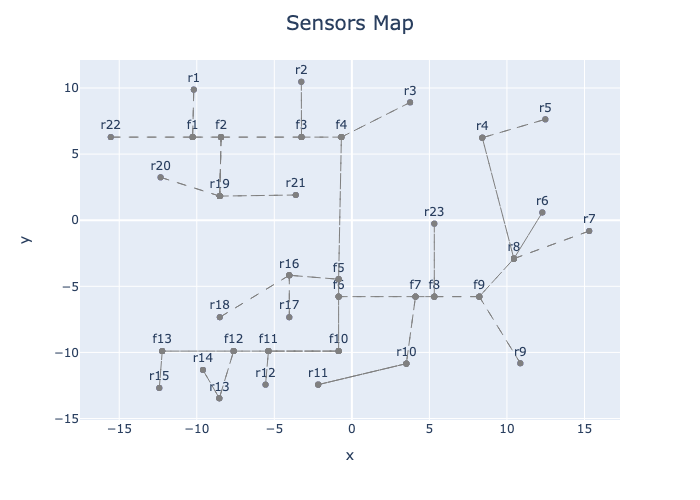 Sensors Map
r2
r1
10
r3
r5
r22
f1
f2
f3
f4
r4
5
r20
r19
r21
r6
r23
r7
0
r8
r16
f5
f6
f7
f8
f9
−5
r18
r17
f13
f12
f11
f10
−10
r14
r10
r9
r15
r13
r12
r11
−15
−15
−10
−5
0
5
10
15
x
y